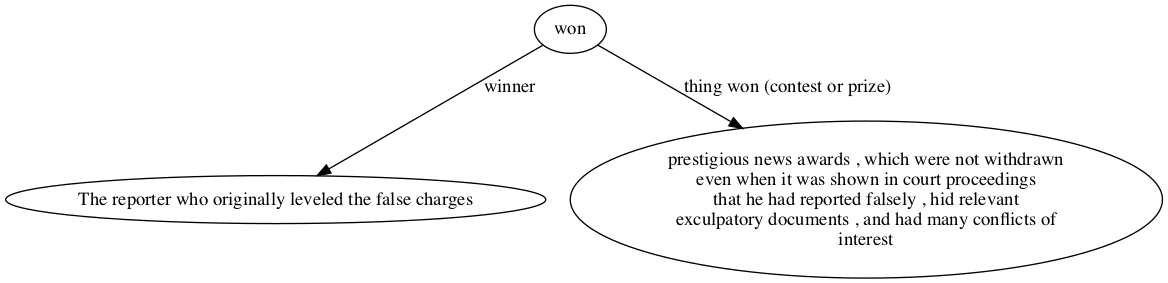 won
winner
thing won (contest or prize)
The reporter who originally leveled the false charges
prestigious news awards , which were not withdrawn
even when it was shown in court proceedings
that he had reported falsely , hid relevant
exculpatory documents , and had many conflicts of
interest